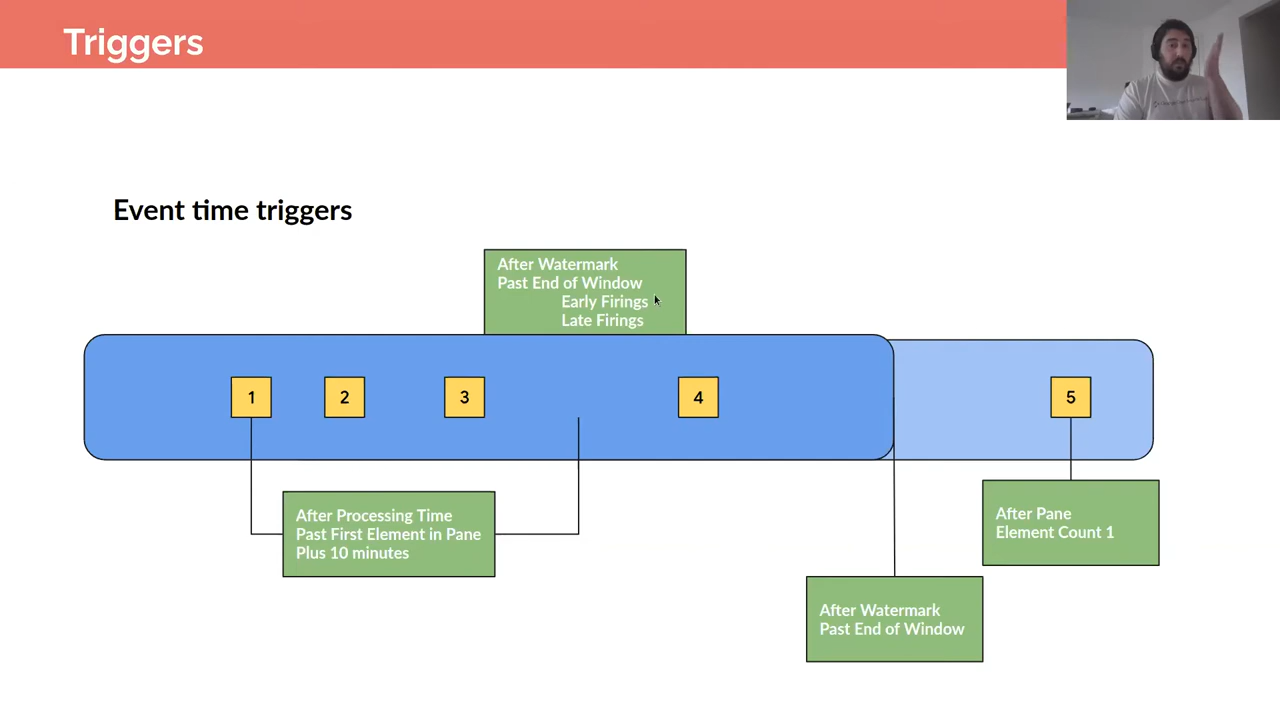 Triggers
Event time triggers
After Watermark
Past End of Window
Early Firings
Late Firings
1
2
3
4
5
After Processing Time
Past First Element in Pane
Plus 10 minutes
After Pane
Element Count 1
After Watermark
Past End of Window